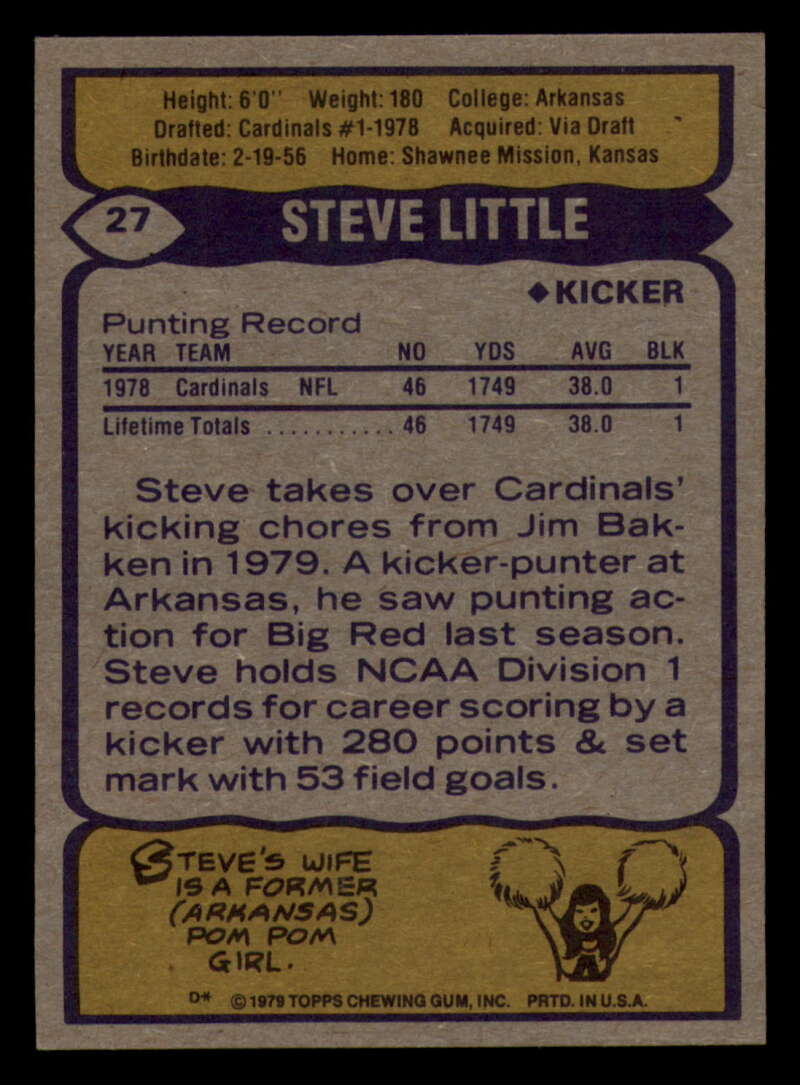 Height: 6'0" Weight: 180 College: Arkansas
Drafted: Cardinals #1-1978 Acquired: Via Draft
Birthdate: 2-19-56 Home: Shawnee Mission, Kansas
27 STEVE LITTLE
◆KICKER
Punting Record
YEAR TEAM NO YDS AVG BLK
1978 Cardinals NFL 46 1749 38.0 1
Lifetime Totals ........... 46 1749 38.0 1
Steve takes over Cardinals'
kicking chores from Jim Bak-
ken in 1979. A kicker-punter at
Arkansas, he saw punting ac-
tion for Big Red last season.
Steve holds NCAA Division 1
records for career scoring by a
kicker with 280 points & set
mark with 53 field goals.
STEVE'S WIFE
IS A FORMER
(ARKANSAS)
POM POM
GIRL.
D* © 1979 TOPPS CHEWING GUM, INC. PRTD. IN U.S.A.